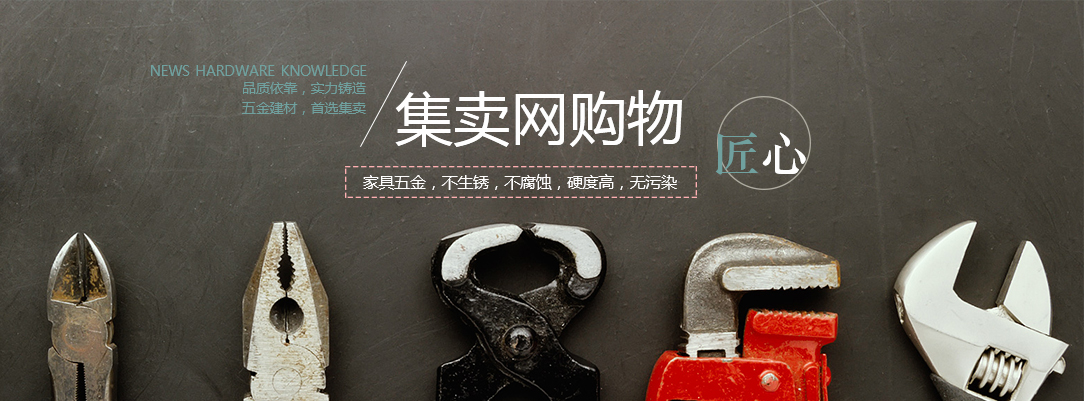 NEWS HARDWARE KNOWLEDGE
品质依靠，实力铸造
五金建材，首选集卖
集卖网购物
匠心
家具五金，不生锈，不腐蚀，硬度高，无污染